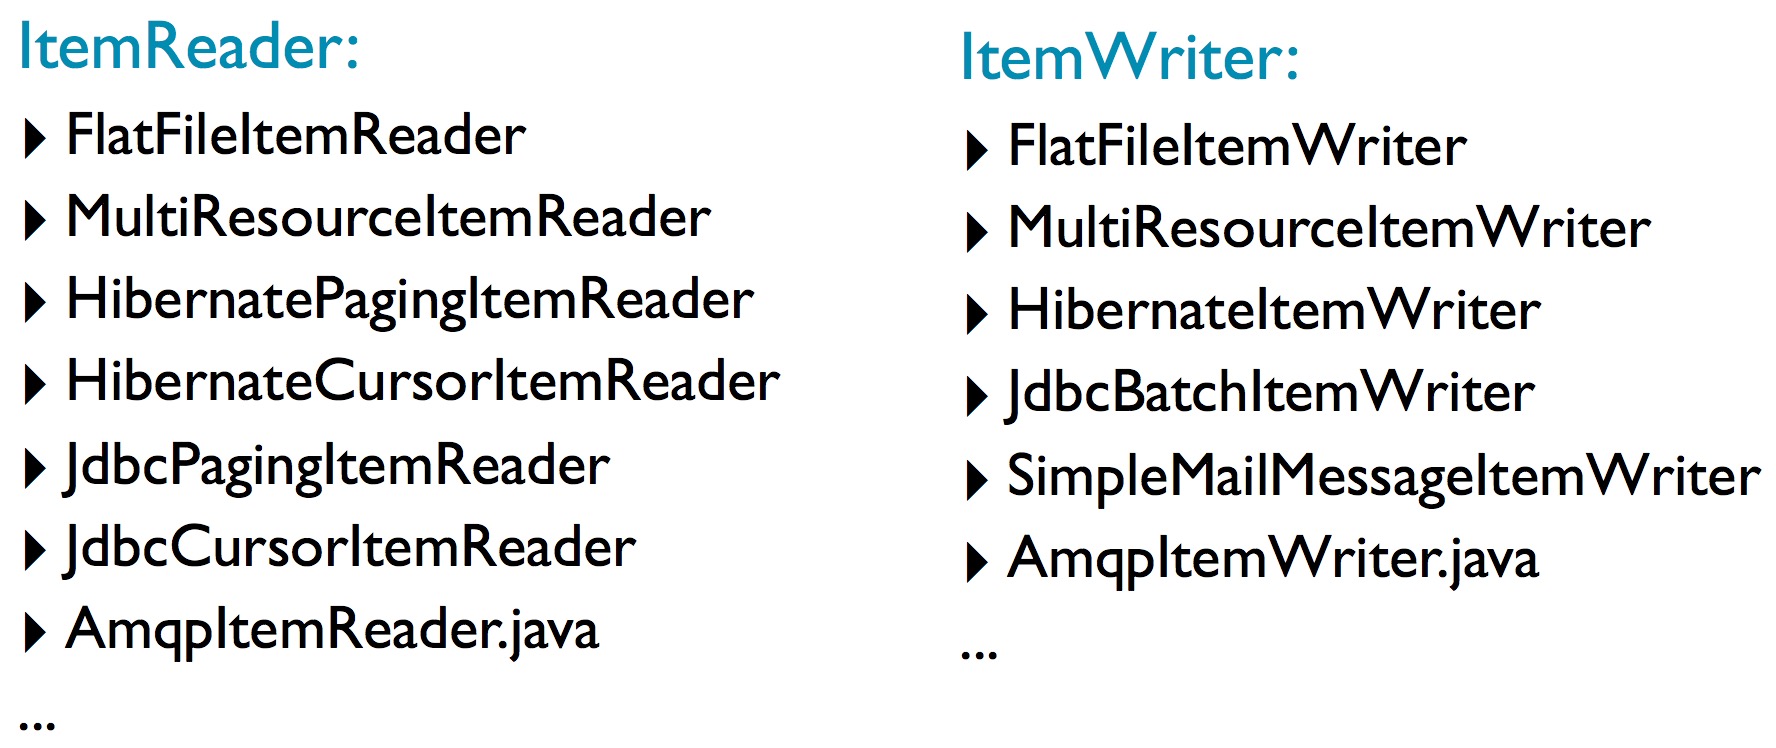 ItemReader:
▶ FlatFileItemReader
▶ MultiResourceItemReader
▶ HibernatePagingItemReader
▶ HibernateCursorItemReader
▶ JdbcPagingItemReader
▶ JdbcCursorItemReader
▶ AmqpItemReader.java
...
ItemWriter:
▶ FlatFileItemWriter
▶ MultiResourceItemWriter
▶ HibernateItemWriter
▶ JdbcBatchItemWriter
▶ SimpleMailMessageItemWriter
▶ AmqpItemWriter.java
...